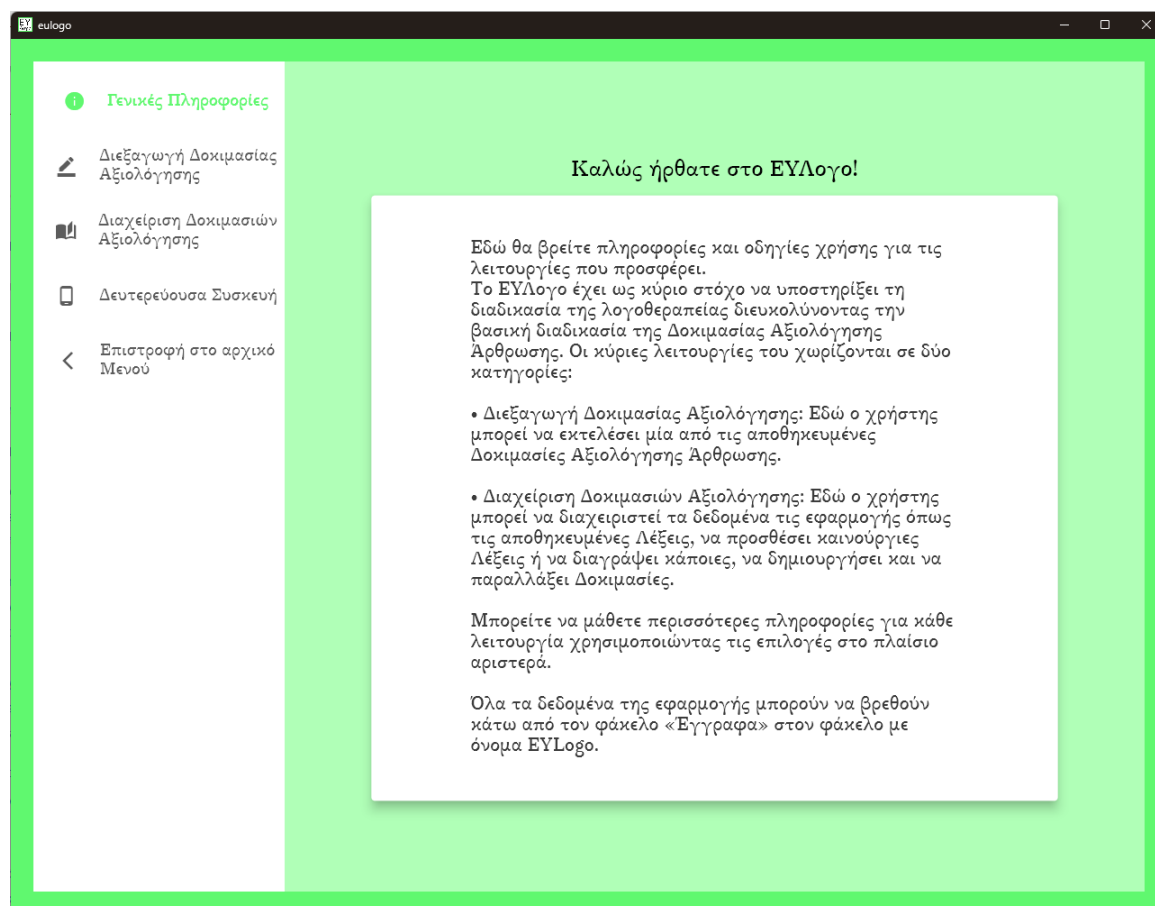 eulogo
Γενικές Πληροφορίες
Διεξαγωγή Δοκιμασίας
Αξιολόγησης
Διαχείριση Δοκιμασιών
Αξιολόγησης
Δευτερεύουσα Συσκευή
Επιστροφή στο αρχικό
Μενού
Καλώς ήρθατε στο ΕΥΛογο!
Εδώ θα βρείτε πληροφορίες και οδηγίες χρήσης για τις
λειτουργίες που προσφέρει.
Το ΕΥΛογο έχει ως κύριο στόχο να υποστηρίξει τη
διαδικασία της λογοθεραπείας διευκολύνοντας την
βασική διαδικασία της Δοκιμασίας Αξιολόγησης
Άρθρωσης. Οι κύριες λειτουργίες του χωρίζονται σε δύο
κατηγορίες:
• Διεξαγωγή Δοκιμασίας Αξιολόγησης: Εδώ ο χρήστης
μπορεί να εκτελέσει μία από τις αποθηκευμένες
Δοκιμασίες Αξιολόγησης Άρθρωσης.
• Διαχείριση Δοκιμασιών Αξιολόγησης: Εδώ ο χρήστης
μπορεί να διαχειριστεί τα δεδομένα τις εφαρμογής όπως
τις αποθηκευμένες Λέξεις, να προσθέσει καινούργιες
Λέξεις ή να διαγράψει κάποιες, να δημιουργήσει και να
παραλλάξει Δοκιμασίες.
Μπορείτε να μάθετε περισσότερες πληροφορίες για κάθε
λειτουργία χρησιμοποιώντας τις επιλογές στο πλαίσιο
αριστερά.
Όλα τα δεδομένα της εφαρμογής μπορούν να βρεθούν
κάτω από τον φάκελο «Έγγραφα» στον φάκελο με
όνομα EYLogo.